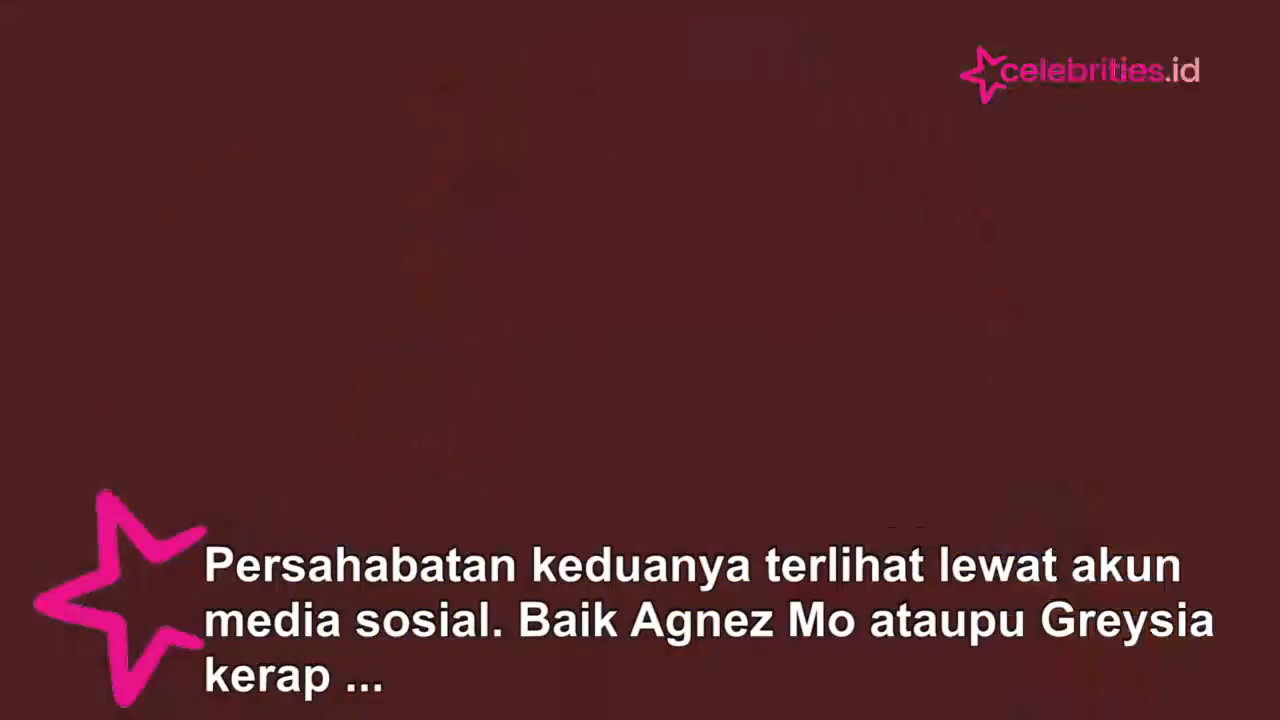 celebrities.id
Persahabatan keduanya terlihat lewat akun
media sosial. Baik Agnez Mo ataupu Greysia
kerap ...